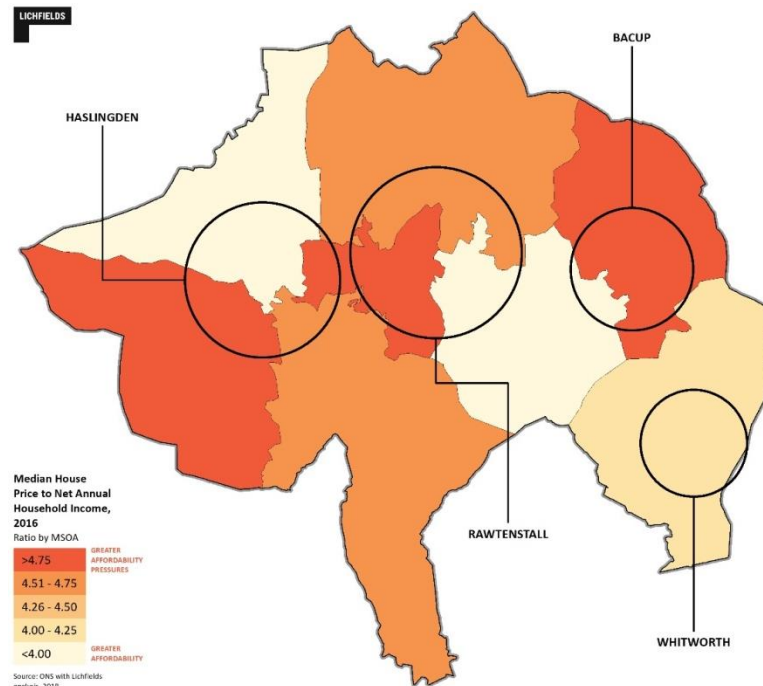 LICHFIELDS
BACUP
HASLINGDEN
RAWTENSTALL
WHITWORTH
Median House
Price to Net Annual
Household Income,
2016
Ratio by MSOA
>4.75
GREATER
AFFORDABILITY
PRESSURES
4.51 - 4.75
4.26 - 4.50
4.00 - 4.25
<4.00
GREATER
AFFORDABILITY
Source: ONS with Lichfields
analysis, 2019